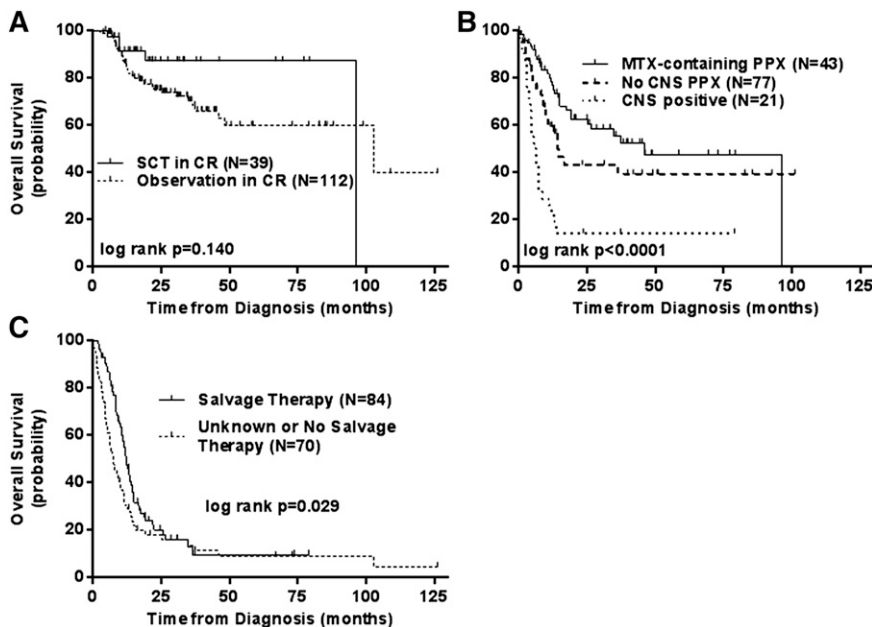 A
100
80
60
40
20
0
Overall Survival
(probability)
SCT in CR (N=39)
Observation in CR (N=112)
log rank p=0.140
0 25 50 75 100 125
Time from Diagnosis (months)
B
100
80
60
40
20
0
Overall Survival
(probability)
MTX-containing PPX (N=43)
No CNS PPX (N=77)
CNS positive (N=21)
log rank p<0.0001
0 25 50 75 100 125
Time from Diagnosis (months)
C
100
80
60
40
20
0
Overall Survival
(probability)
Salvage Therapy (N=84)
Unknown or No Salvage
Therapy (N=70)
log rank p=0.029
0 25 50 75 100 125
Time from Diagnosis (months)